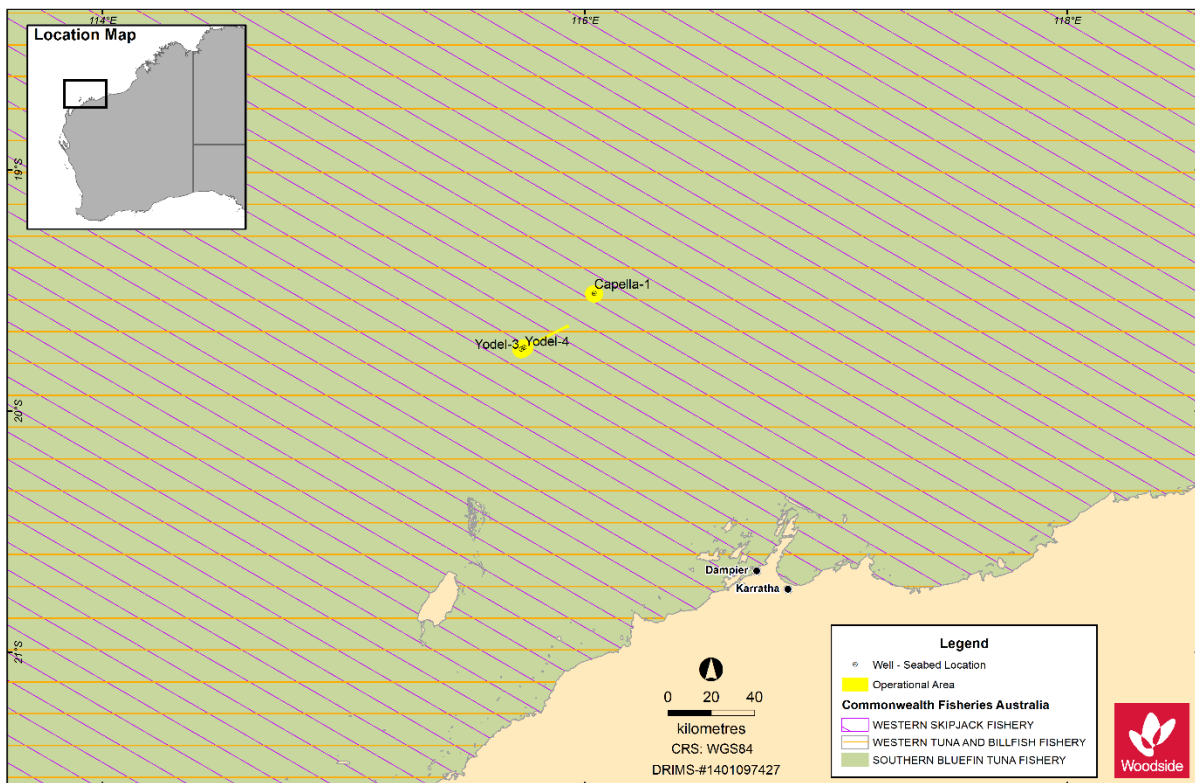 114°E
116°E
118°E
Location Map
19°S
20°S
21°S
Capella-1
Yodel-3
Yodel-4
Dampier
Karratha
0 20 40
kilometres
CRS: WGS84
DRIMS-#1401097427
Legend
Well - Seabed Location
Operational Area
Commonwealth Fisheries Australia
WESTERN SKIPJACK FISHERY
WESTERN TUNA AND BILLFISH FISHERY
SOUTHERN BLUEFIN TUNA FISHERY
Woodside